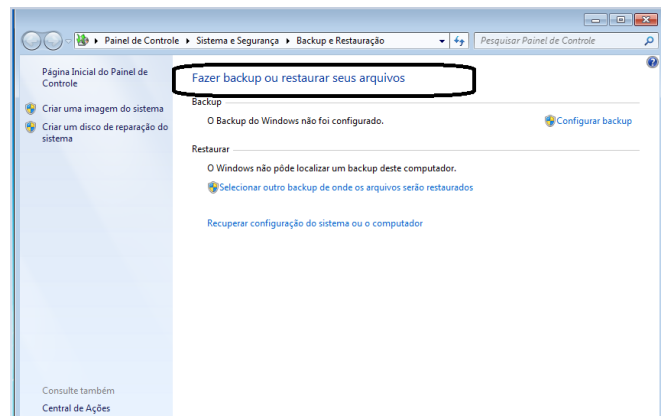 Painel de Controle ▸ Sistema e Segurança ▸ Backup e Restauração
Pesquisar Painel de Controle
Página Inicial do Painel de
Controle
Criar uma imagem do sistema
Criar um disco de reparação do
sistema
Consulte também
Central de Ações
Fazer backup ou restaurar seus arquivos
Backup
O Backup do Windows não foi configurado.
Configurar backup
Restaurar
O Windows não pôde localizar um backup deste computador.
Selecionar outro backup de onde os arquivos serão restaurados
Recuperar configuração do sistema ou o computador